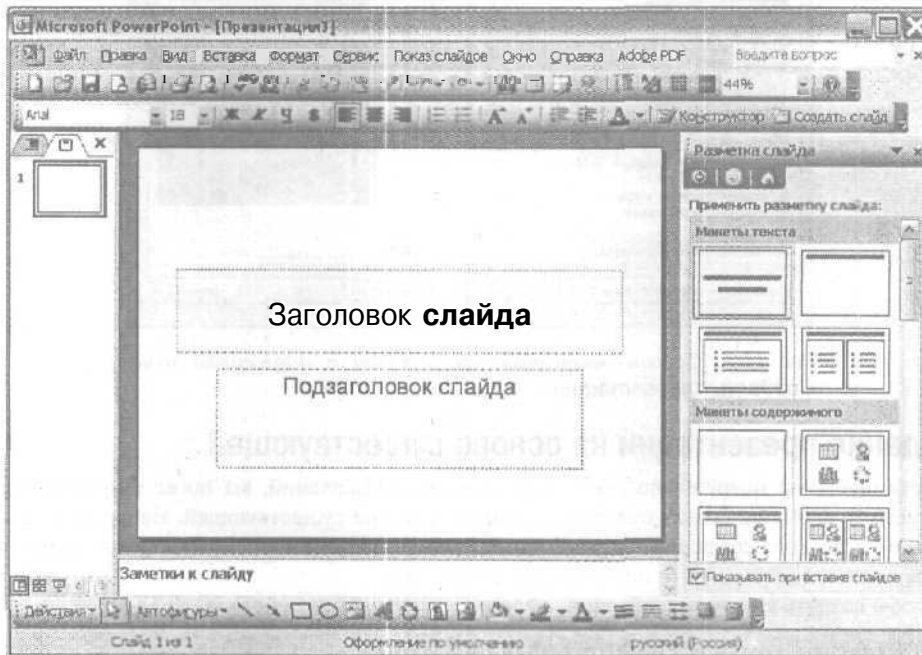 Microsoft PowerPoint - [Презентация3]
Файл Правка Вид Вставка Формат Сервис Показ слайдов Окно Справка Adobe PDF Введите вопрос
44%
Arial 18 Ж К Ч S A A A Конструктор Создать слайд
Разметка слайда
1
Применить разметку слайда:
Макеты текста
Заголовок слайда
Подзаголовок слайда
Макеты содержимого
Заметки к слайду
Показывать при вставке слайдов
Действия Автофигуры A
Слайд 1 из 1 Оформление по умолчанию русский (Россия)